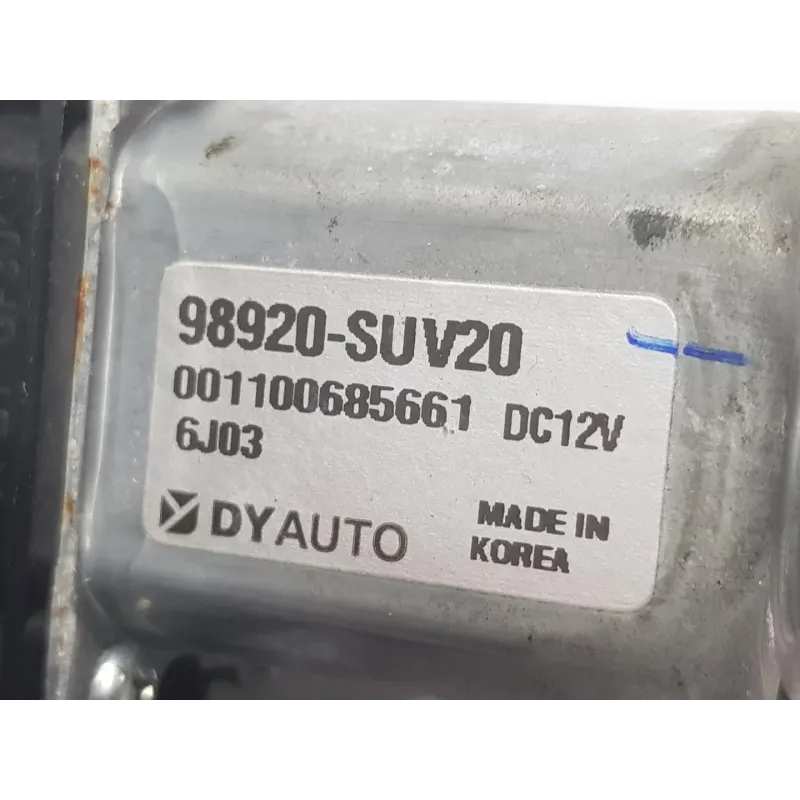 98920-SUV20
001100685661 DC12V
6J03
DYAUTO
MADE IN
KOREA